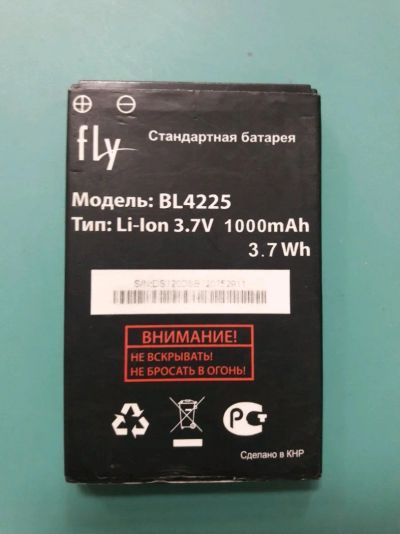 fly
Стандартная батарея
Модель: BL4225
Тип: Li-Ion 3.7V 1000mAh
3.7 Wh
ВНИМАНИЕ!
НЕ ВСКРЫВАТЬ!
НЕ БРОСАТЬ В ОГОНЬ!
Сделано в КНР